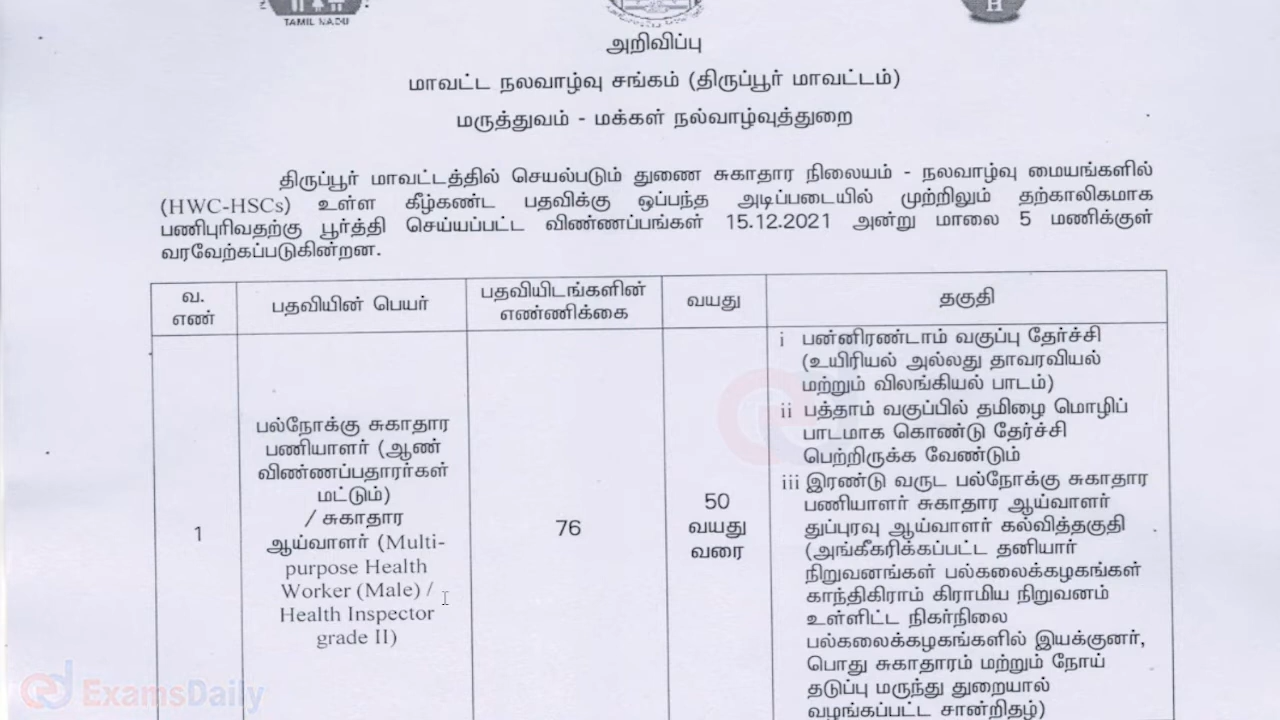 TAMIL NADU
H
அறிவிப்பு
மாவட்ட நலவாழ்வு சங்கம் (திருப்பூர் மாவட்டம்)
மருத்துவம் - மக்கள் நல்வாழ்வுத்துறை
திருப்பூர் மாவட்டத்தில் செயல்படும் துணை சுகாதார நிலையம் - நலவாழ்வு மையங்களில்
(HWC-HSCs) உள்ள கீழ்கண்ட பதவிக்கு ஒப்பந்த அடிப்படையில் முற்றிலும் தற்காலிகமாக
பணிபுரிவதற்கு பூர்த்தி செய்யப்பட்ட விண்ணப்பங்கள் 15.12.2021 அன்று மாலை 5 மணிக்குள்
வரவேற்கப்படுகின்றன.
வ.
எண்
பதவியின் பெயர்
பதவியிடங்களின்
எண்ணிக்கை
வயது
தகுதி
1
பல்நோக்கு சுகாதார
பணியாளர் (ஆண்
விண்ணப்பதாரர்கள்
மட்டும்)
/ சுகாதார
ஆய்வாளர் (Multi-
purpose Health
Worker (Male) /
Health Inspector
grade II)
76
50
வயது
வரை
i பன்னிரண்டாம் வகுப்பு தேர்ச்சி
(உயிரியல் அல்லது தாவரவியல்
மற்றும் விலங்கியல் பாடம்)
ii பத்தாம் வகுப்பில் தமிழை மொழிப்
பாடமாக கொண்டு தேர்ச்சி
பெற்றிருக்க வேண்டும்
iii இரண்டு வருட பல்நோக்கு சுகாதார
பணியாளர் சுகாதார ஆய்வாளர்
துப்புரவு ஆய்வாளர் கல்வித்தகுதி
(அங்கீகரிக்கப்பட்ட தனியார்
நிறுவனங்கள் பல்கலைக்கழகங்கள்
காந்திகிராம் கிராமிய நிறுவனம்
உள்ளிட்ட நிகர்நிலை
பல்கலைக்கழகங்களில் இயக்குனர்,
பொது சுகாதாரம் மற்றும் நோய்
தடுப்பு மருந்து துறையால்
வழங்கப்பட்ட சான்றிதழ்)
ExamsDaily